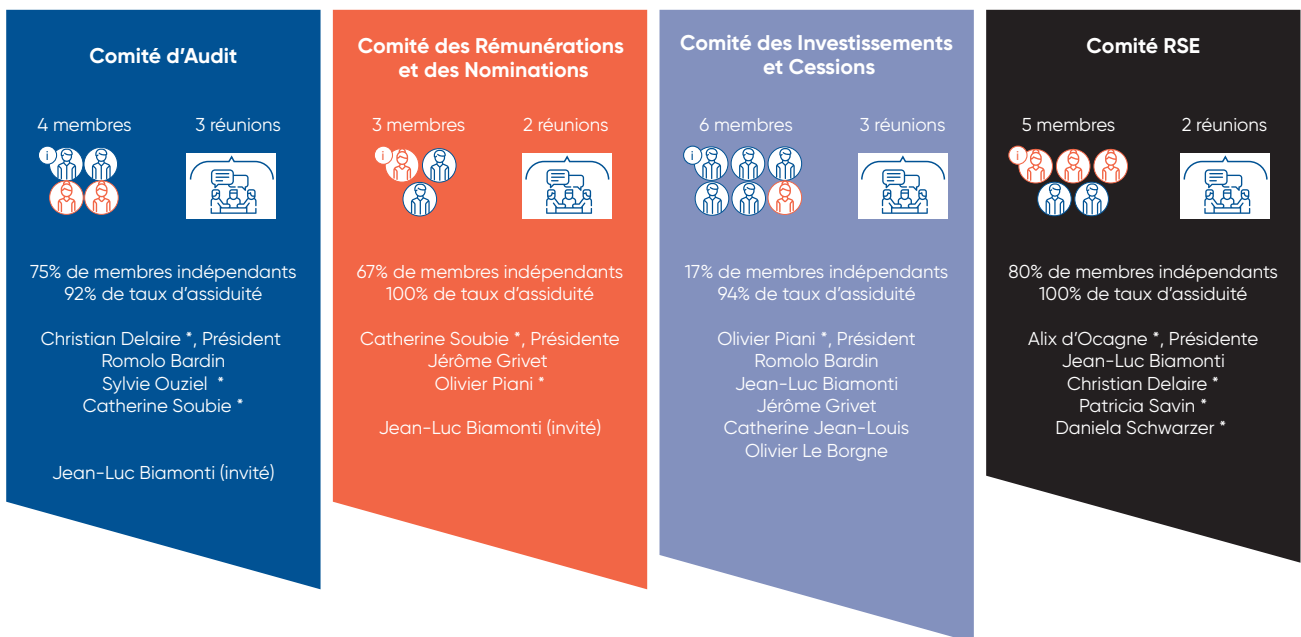 Comité d'Audit
4 membres
3 réunions
i
75% de membres indépendants
92% de taux d'assiduité
Christian Delaire *, Président
Romolo Bardin
Sylvie Ouziel *
Catherine Soubie *
Jean-Luc Biamonti (invité)
Comité des Rémunérations
et des Nominations
3 membres
2 réunions
i
67% de membres indépendants
100% de taux d'assiduité
Catherine Soubie *, Présidente
Jérôme Grivet
Olivier Piani *
Jean-Luc Biamonti (invité)
Comité des Investissements
et Cessions
6 membres
3 réunions
i
17% de membres indépendants
94% de taux d'assiduité
Olivier Piani *, Président
Romolo Bardin
Jean-Luc Biamonti
Jérôme Grivet
Catherine Jean-Louis
Olivier Le Borgne
Comité RSE
5 membres
2 réunions
i
80% de membres indépendants
100% de taux d'assiduité
Alix d'Ocagne *, Présidente
Jean-Luc Biamonti
Christian Delaire *
Patricia Savin *
Daniela Schwarzer *